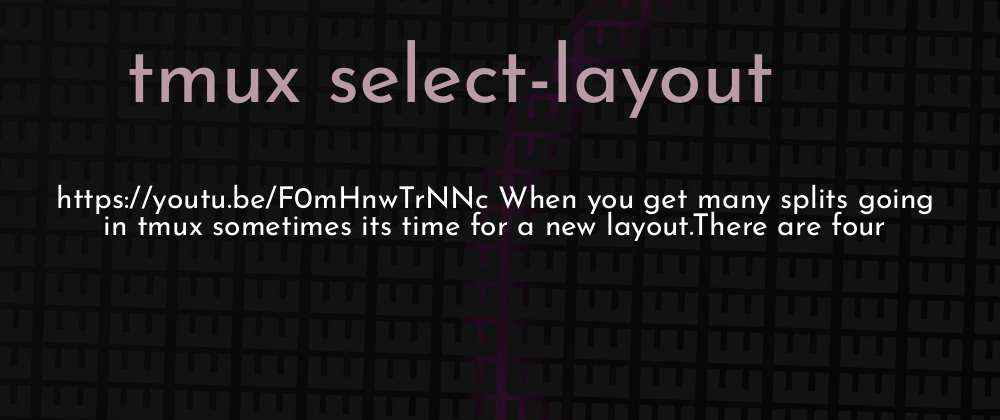 tmux select-layout
https://youtu.be/F0mHnwTrNNc When you get many splits going
in tmux sometimes its time for a new layout.There are four